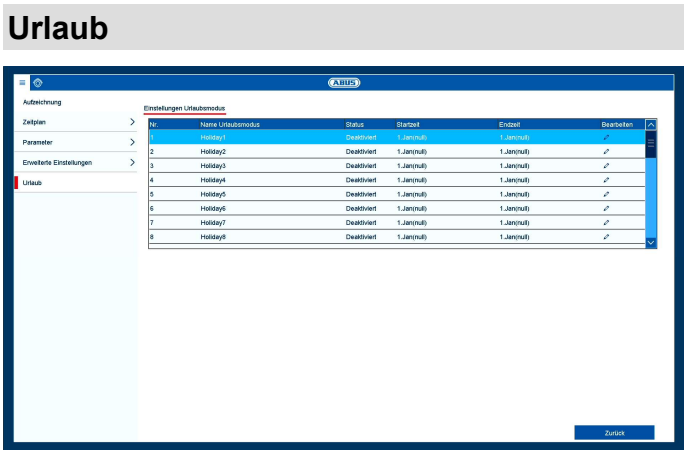 Urlaub
ABUS
Aufzeichnung
Zeitplan
Parameter
Erweiterte Einstellungen
Urlaub
Einstellungen Urlaubsmodus
Nr. Name Urlaubsmodus Status Startzeit Endzeit Bearbeiten
1 Holiday1 Deaktiviert 1.Jan(null) 1.Jan(null)
2 Holiday2 Deaktiviert 1.Jan(null) 1.Jan(null)
3 Holiday3 Deaktiviert 1.Jan(null) 1.Jan(null)
4 Holiday4 Deaktiviert 1.Jan(null) 1.Jan(null)
5 Holiday5 Deaktiviert 1.Jan(null) 1.Jan(null)
6 Holiday6 Deaktiviert 1.Jan(null) 1.Jan(null)
7 Holiday7 Deaktiviert 1.Jan(null) 1.Jan(null)
8 Holiday8 Deaktiviert 1.Jan(null) 1.Jan(null)
Zurück